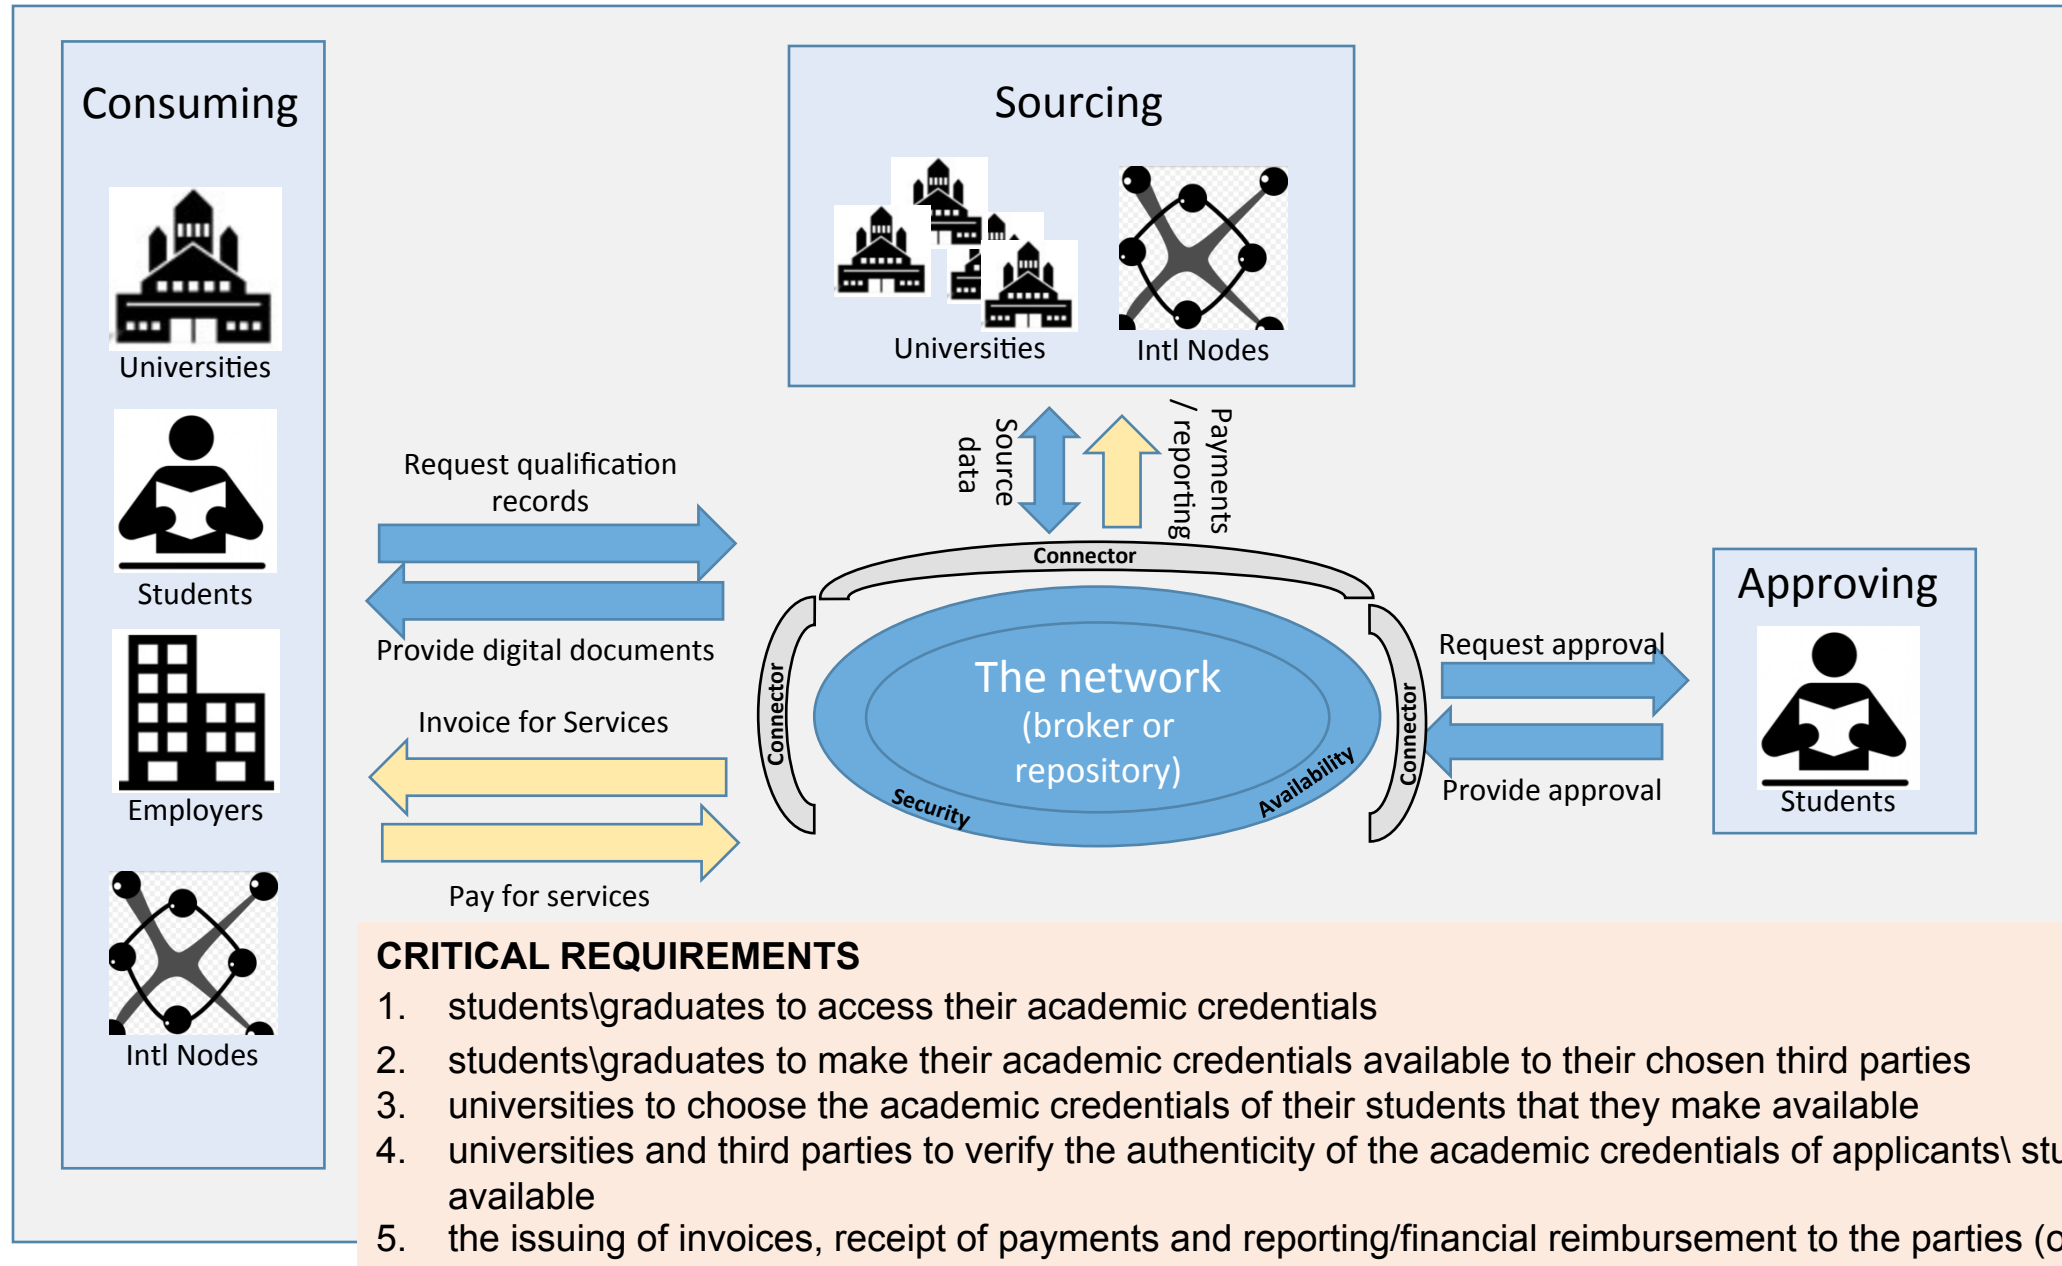 Consuming
Universities
Students
Employers
Intl Nodes
Sourcing
Universities
Intl Nodes
Request qualification
records
Provide digital documents
Invoice for Services
Pay for services
Source
data
Payments
/ reporting
Connector
Connector
Connector
The network
(broker or
repository)
Security
Availability
Approving
Request approval
Provide approval
Students
CRITICAL REQUIREMENTS
1. students\graduates to access their academic credentials
2. students\graduates to make their academic credentials available to their chosen third parties
3. universities to choose the academic credentials of their students that they make available
4. universities and third parties to verify the authenticity of the academic credentials of applicants\
available
5. the issuing of invoices, receipt of payments and reporting/financial reimbursement to the parties